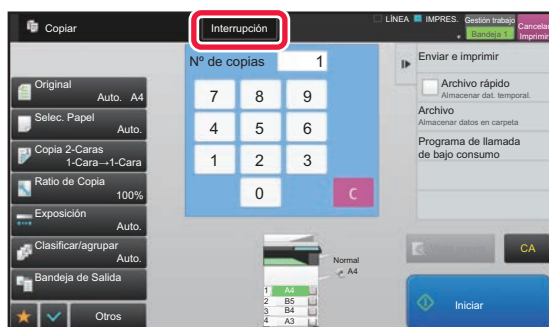 Copiar
Interrupción
LÍNEA
IMPRES.
Gestión trabajo
Bandeja 1
Cancelar
Imprimir
Nº de copias
1
7 8 9
4 5 6
1 2 3
0 C
Original
Auto. A4
Selec. Papel
Auto.
Copia 2-Caras
1-Cara→1-Cara
Ratio de Copia
100%
Exposición
Auto.
Clasificar/agrupar
Auto.
Bandeja de Salida
Otros
Normal
A4
1 A4
2 B5
3 B4
4 A3
Enviar e imprimir
Archivo rápido
Almacenar dat. temporal.
Archivo
Almacenar datos en carpeta
Programa de llamada
de bajo consumo
CA
Iniciar